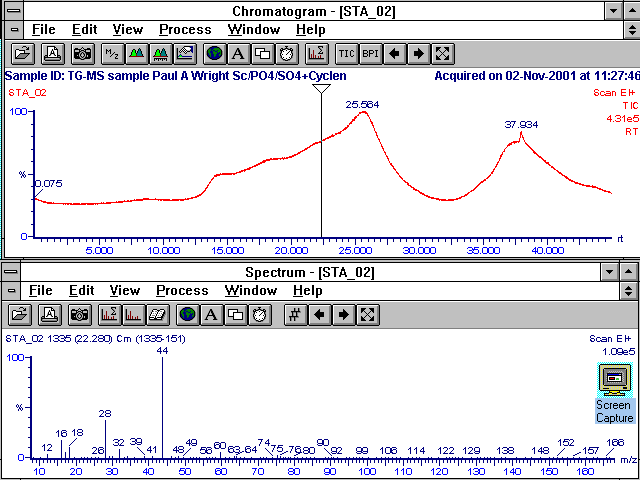 Chromatogram - [STA_02]
File Edit View Process Window Help
M/Z TIC BPI
Sample ID: TG-MS sample Paul A Wright Sc/PO4/SO4+Cyclen Acquired on 02-Nov-2001 at 11:27:46
STA_02 Scan EI+
TIC
4.31e5
RT
25.564
37.934
100
%
0.075
0
5.000 10.000 15.000 20.000 25.000 30.000 35.000 40.000 rt
Spectrum - [STA_02]
File Edit View Process Window Help
A #
STA_02 1335 (22.280) Cm (1335-151) Scan EI+
1.09e5
44
100
%
0
12 16 18 26 28 32 39 41 48 49 56 60 63 64 74 75 76 80 90 92 99 106 114 122 129 138 148 152 157 166
10 20 30 40 50 60 70 80 90 100 110 120 130 140 150 160 m/z
Screen
Capture